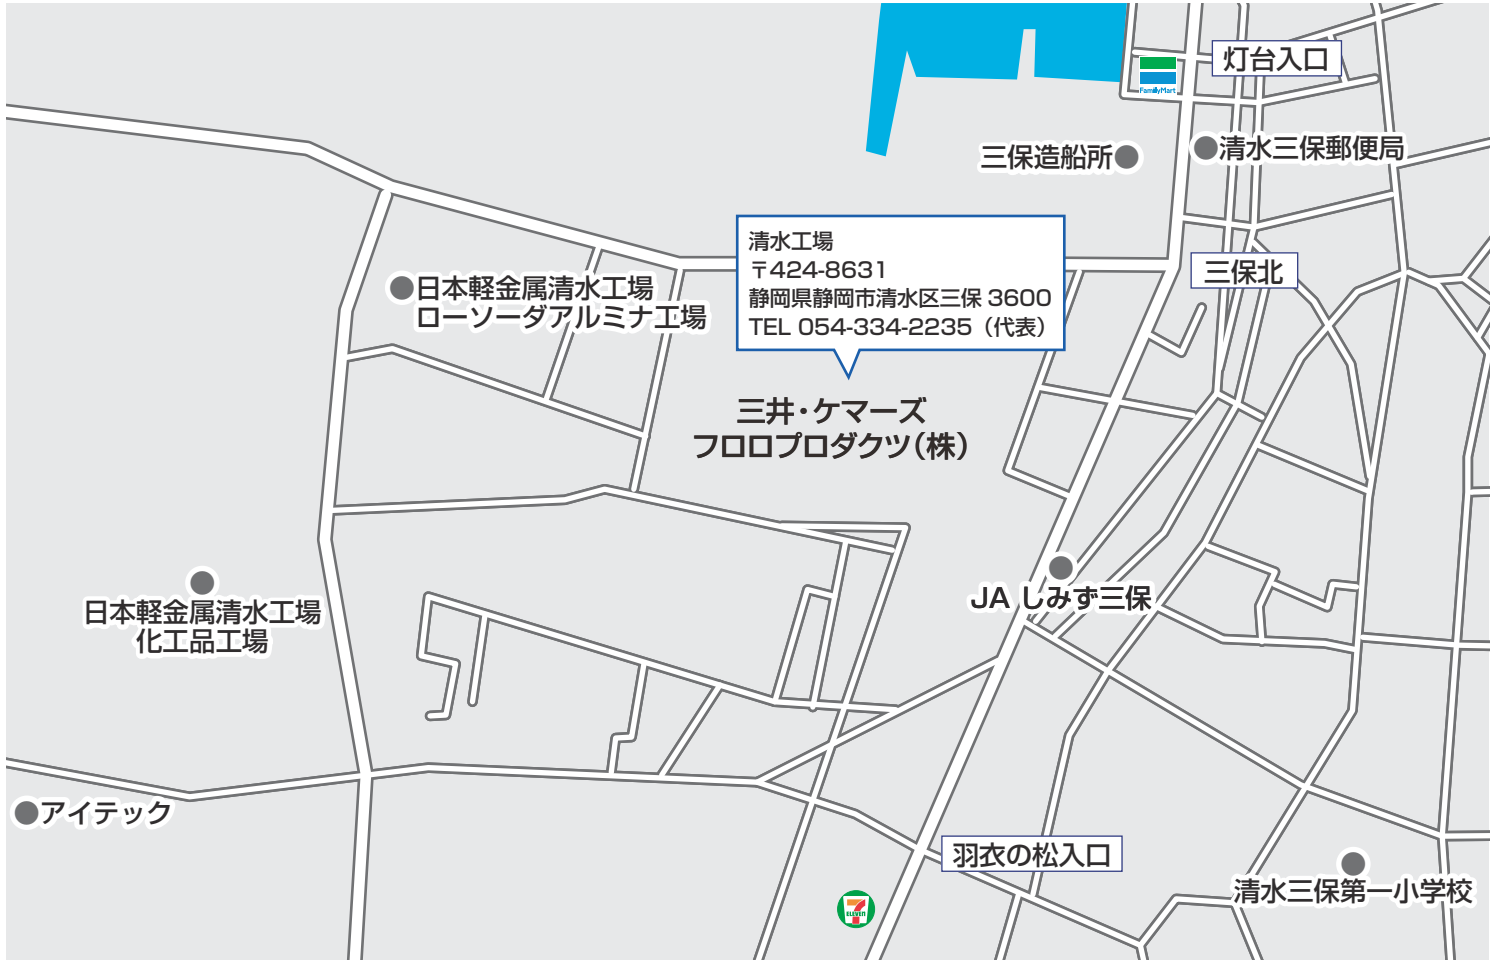 灯台入口
FamilyMart
三保造船所
清水三保郵便局
清水工場
〒424-8631
静岡県静岡市清水区三保 3600
TEL 054-334-2235（代表）
三保北
日本軽金属清水工場
ローソーダアルミナ工場
三井・ケマーズ
フロロプロダクツ（株）
JA しみず三保
日本軽金属清水工場
化工品工場
アイテック
羽衣の松入口
清水三保第一小学校
7
ELEVEN